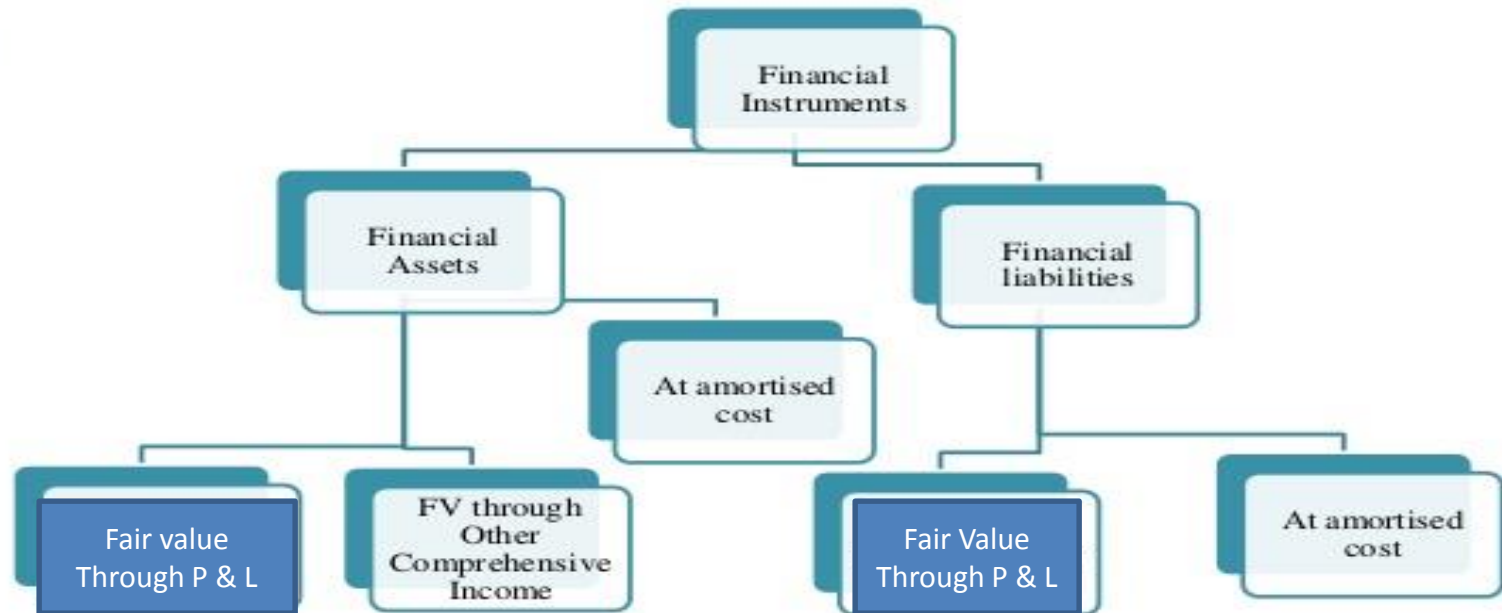 Financial
Instruments
Financial
Assets
Financial
liabilities
At amortised
cost
Fair value
Through P & L
FV through
Other
Comprehensive
Income
Fair Value
Through P & L
At amortised
cost